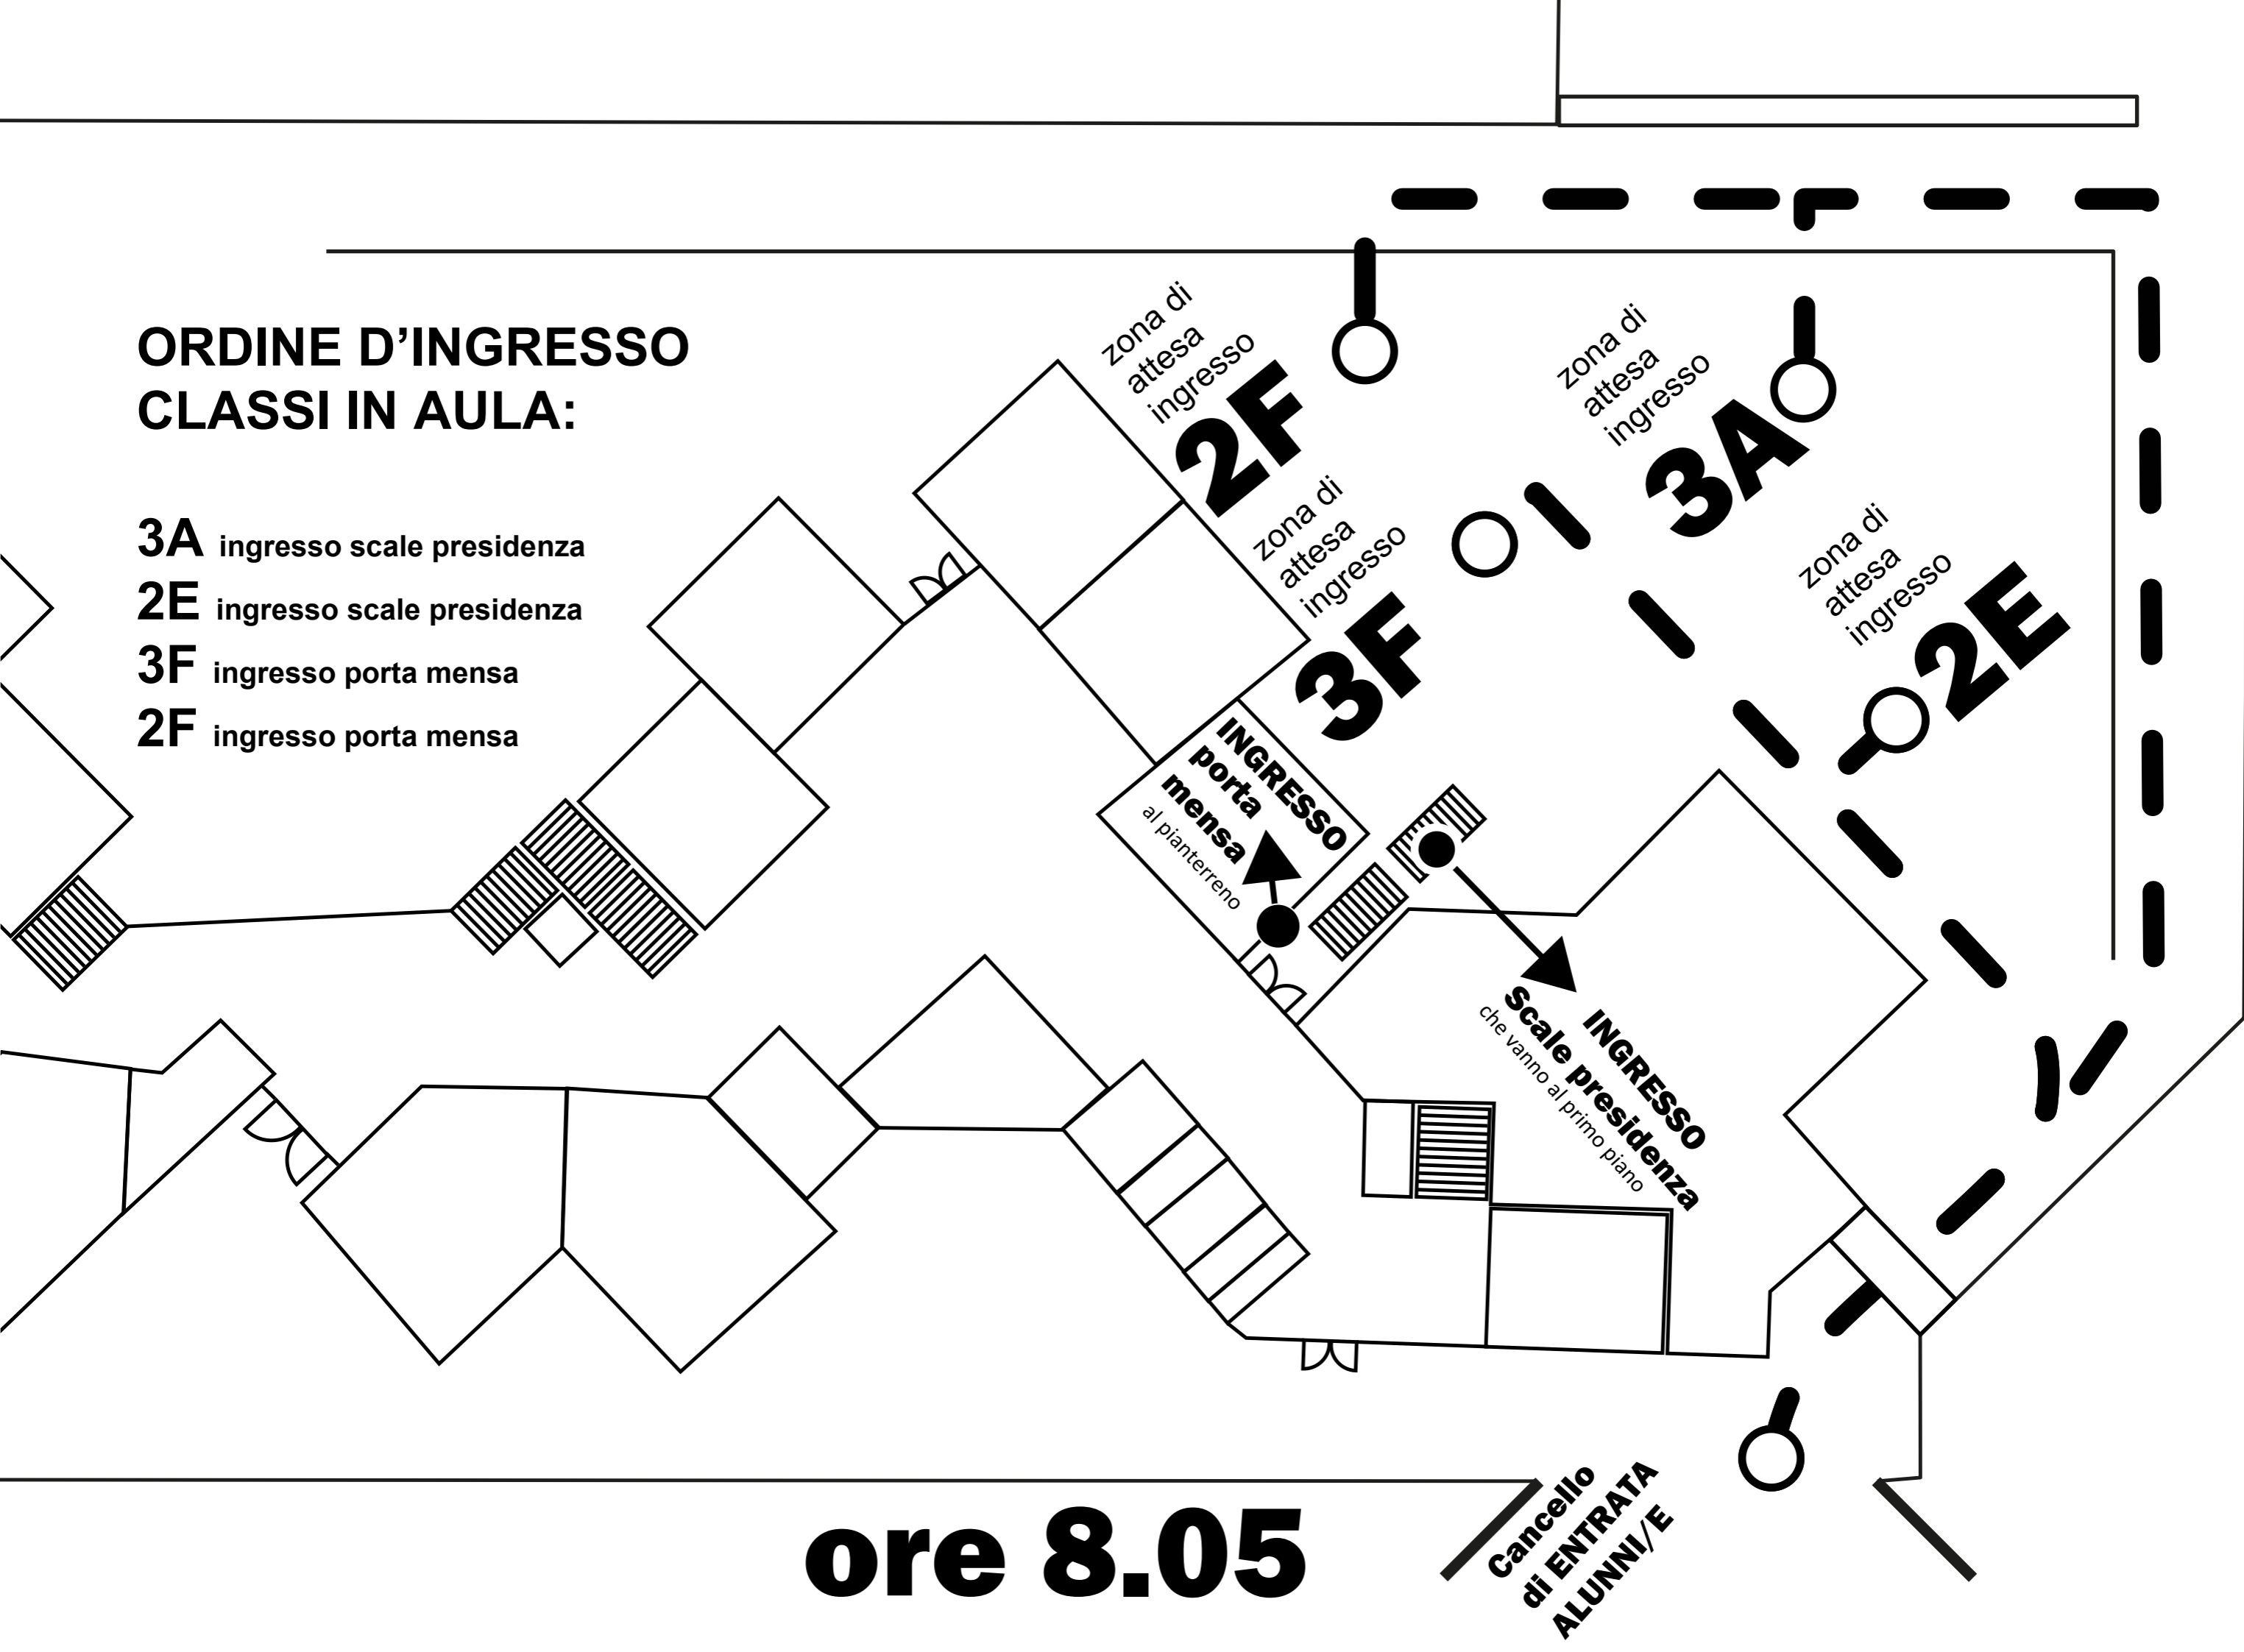 ORDINE D’INGRESSO
CLASSI IN AULA:
3A ingresso scale presidenza
2E ingresso scale presidenza
3F ingresso porta mensa
2F ingresso porta mensa
zona di
attesa
ingresso
2F
zona di
attesa
ingresso
3A
zona di
attesa
ingresso
3F
zona di
attesa
ingresso
2E
INGRESSO
porta
mensa
al pianterreno
INGRESSO
Scale presidenza
che vanno al primo piano
ore 8.05
Cancello
di ENTRATA
ALUNNI/E